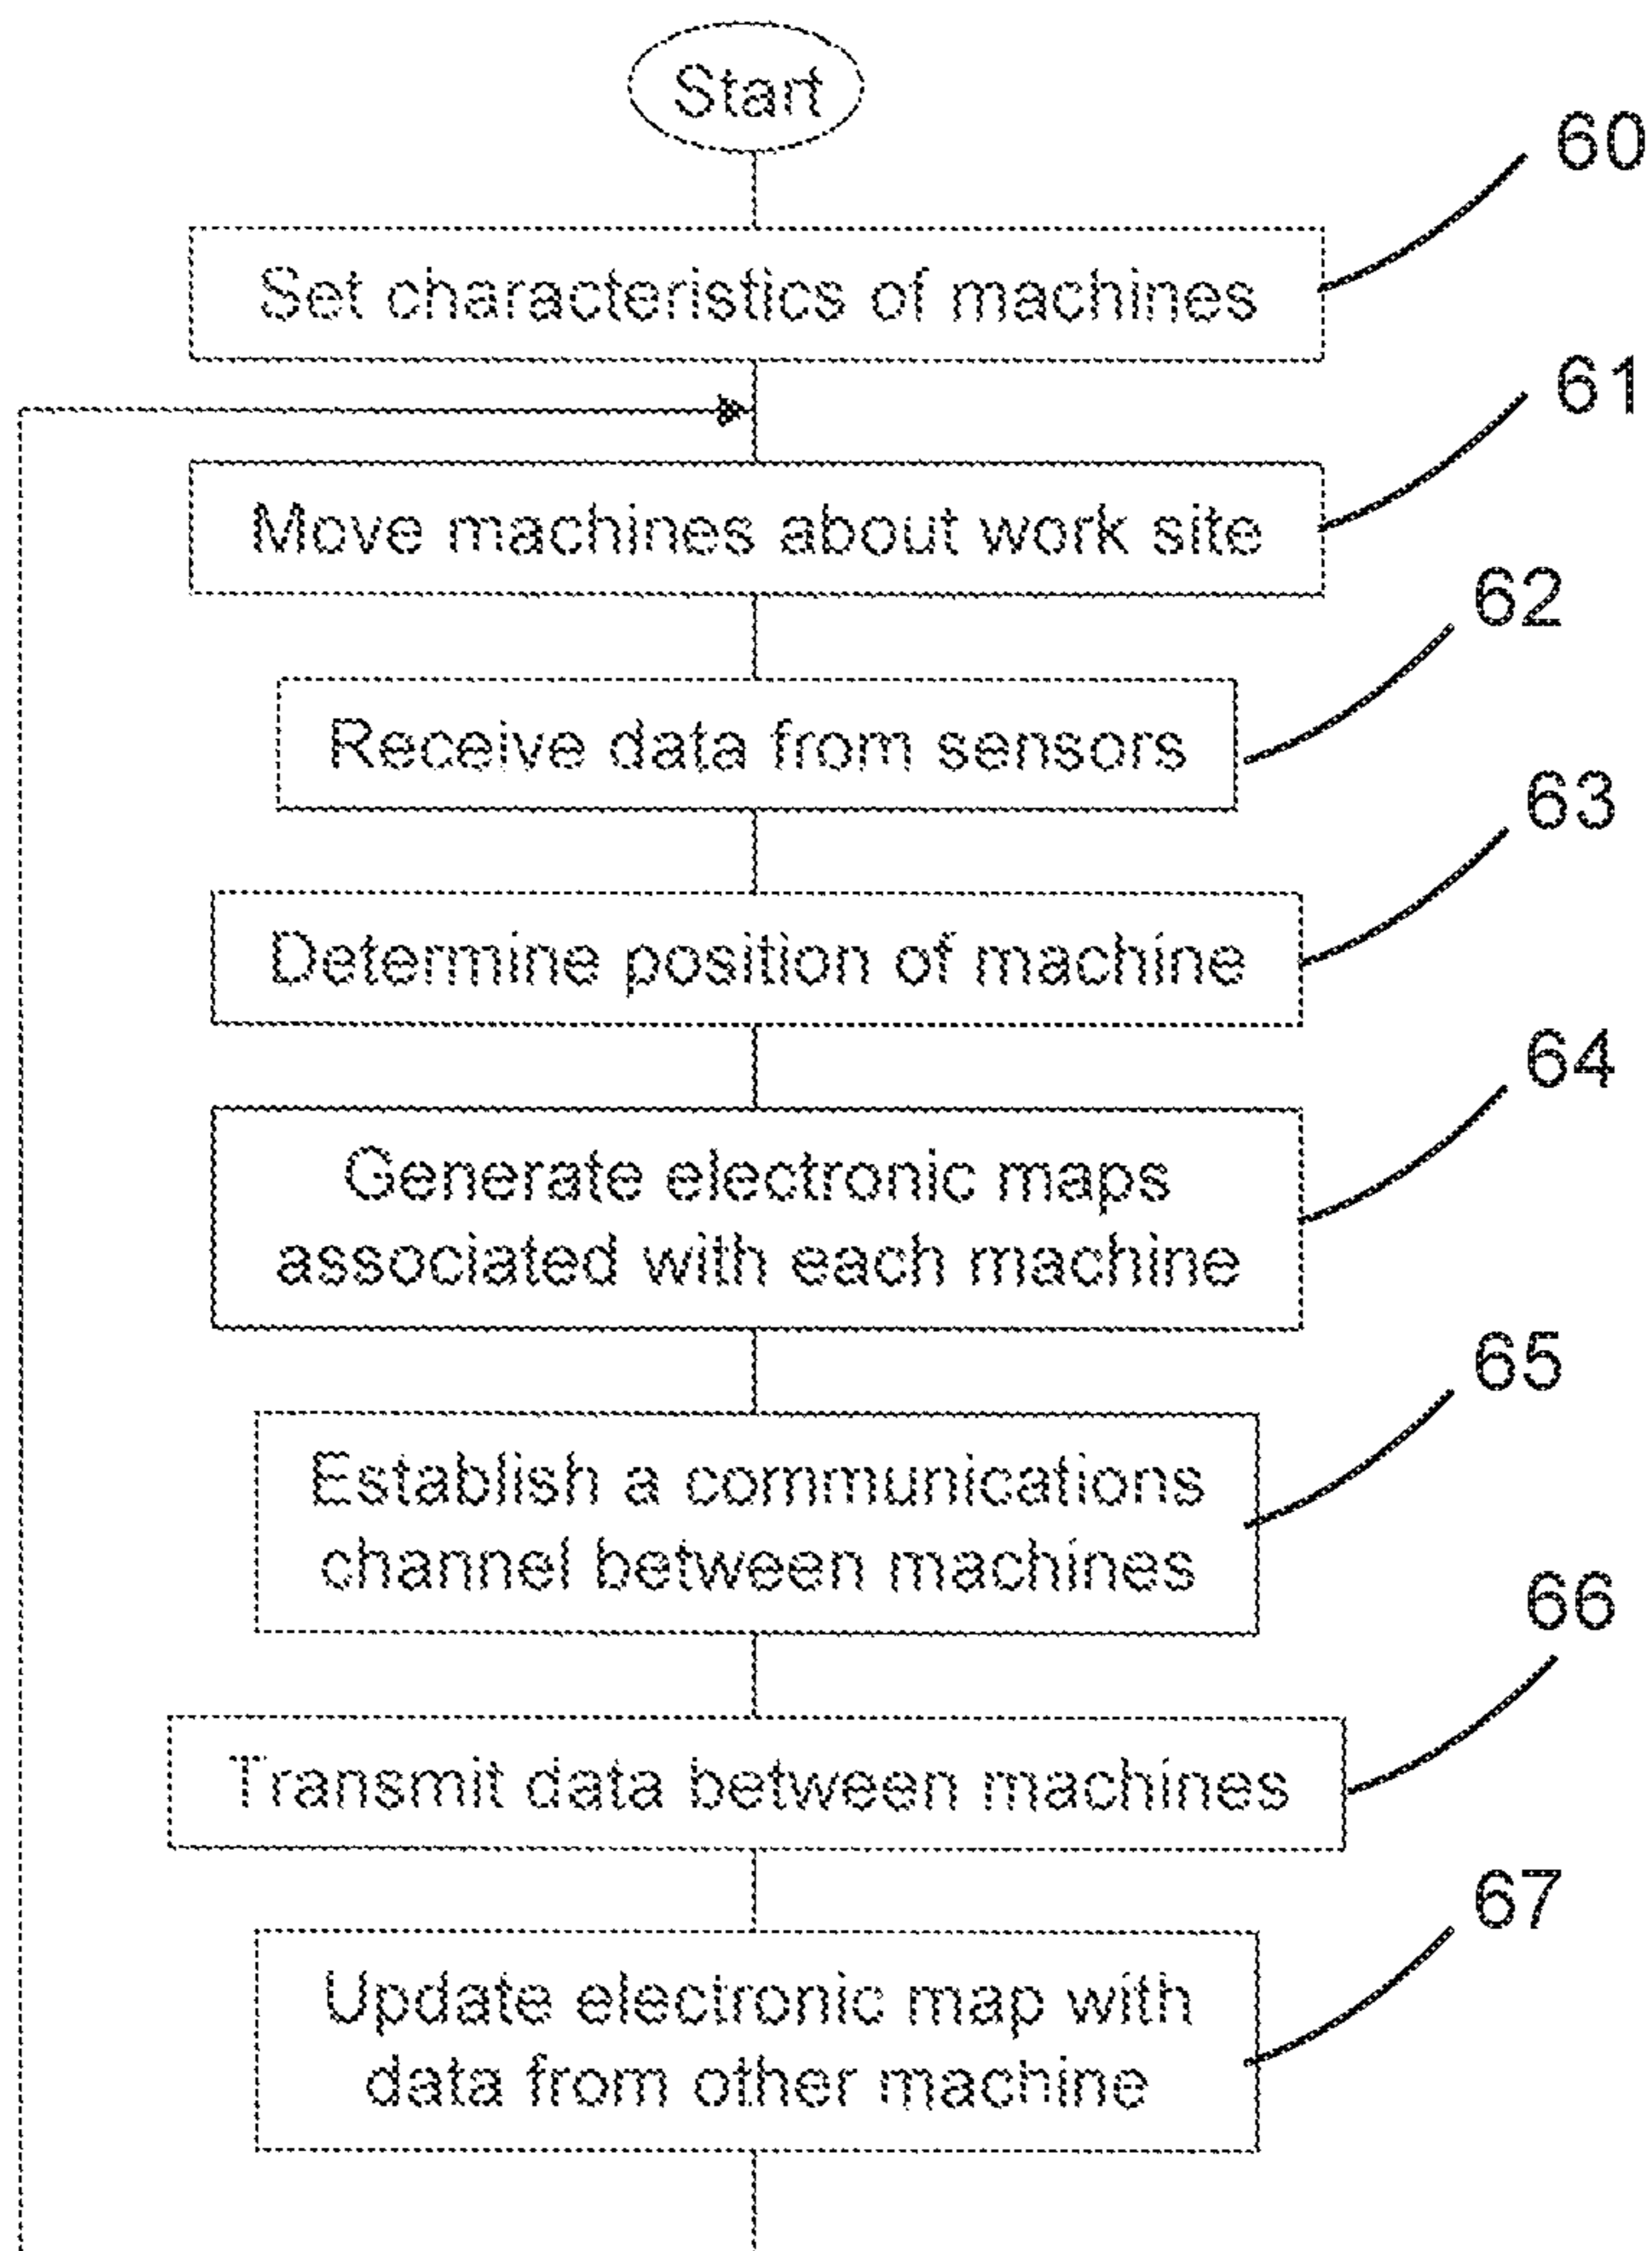 Start
60
Set characteristics of machines
61
Move machines about work site
62
Receive data from sensors
63
Determine position of machine
64
Generate electronic maps
associated with each machine
65
Establish a communications
channel between machines
66
Transmit data between machines
67
Update electronic map with
data from other machine